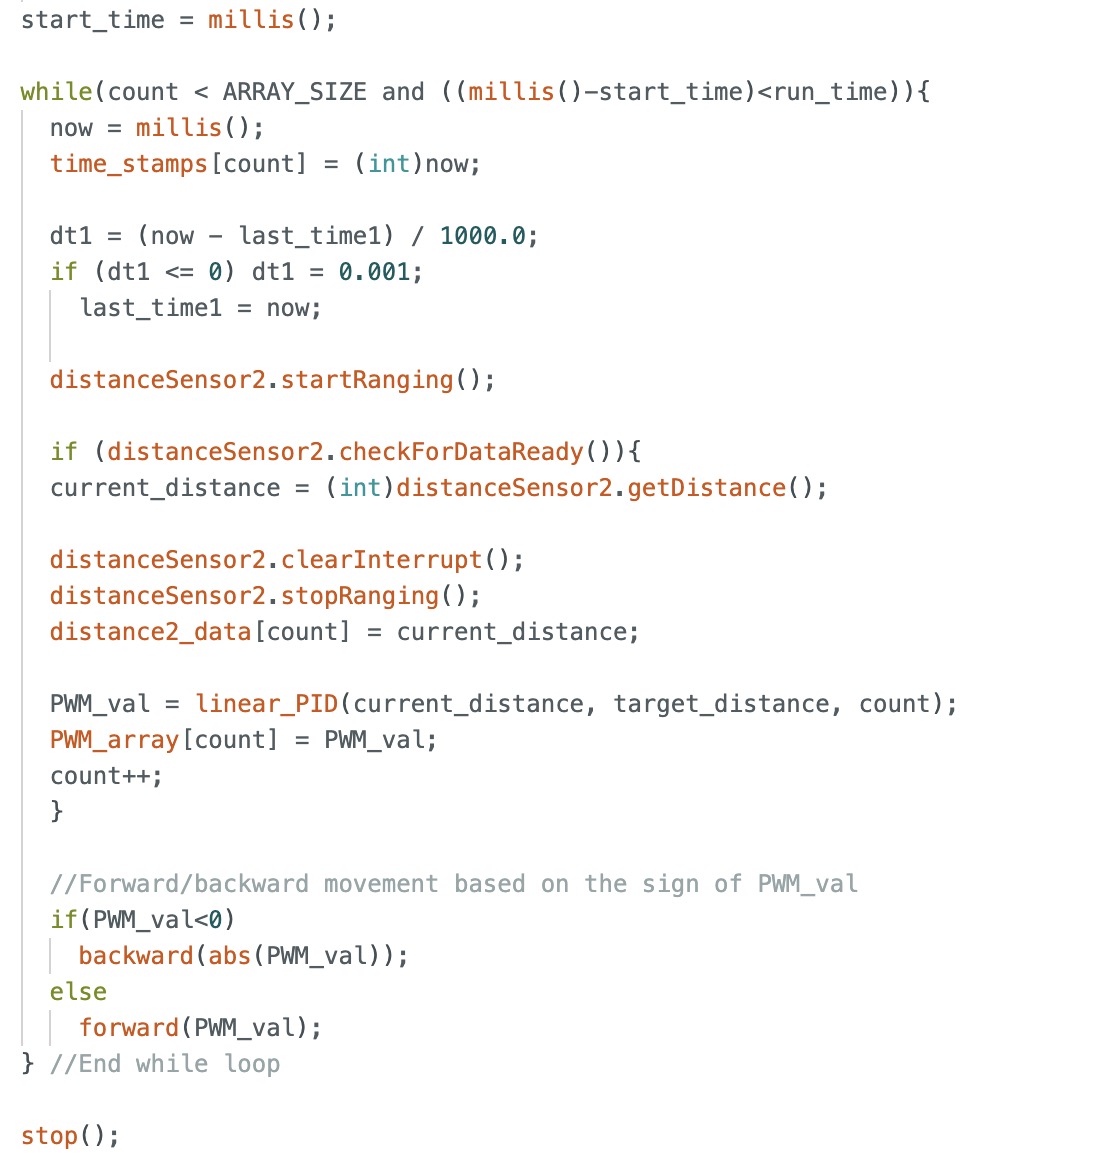 start_time = millis();
while(count < ARRAY_SIZE and ((millis()-start_time)<run_time)){
now = millis();
time_stamps[count] = (int)now;
dt1 = (now - last_time1) / 1000.0;
if (dt1 <= 0) dt1 = 0.001;
last_time1 = now;
distanceSensor2.startRanging();
if (distanceSensor2.checkForDataReady()){
current_distance = (int)distanceSensor2.getDistance();
distanceSensor2.clearInterrupt();
distanceSensor2.stopRanging();
distance2_data[count] = current_distance;
PWM_val = linear_PID(current_distance, target_distance, count);
PWM_array[count] = PWM_val;
count++;
}
//Forward/backward movement based on the sign of PWM_val
if(PWM_val<0)
backward(abs(PWM_val));
else
forward(PWM_val);
} //End while loop
stop();